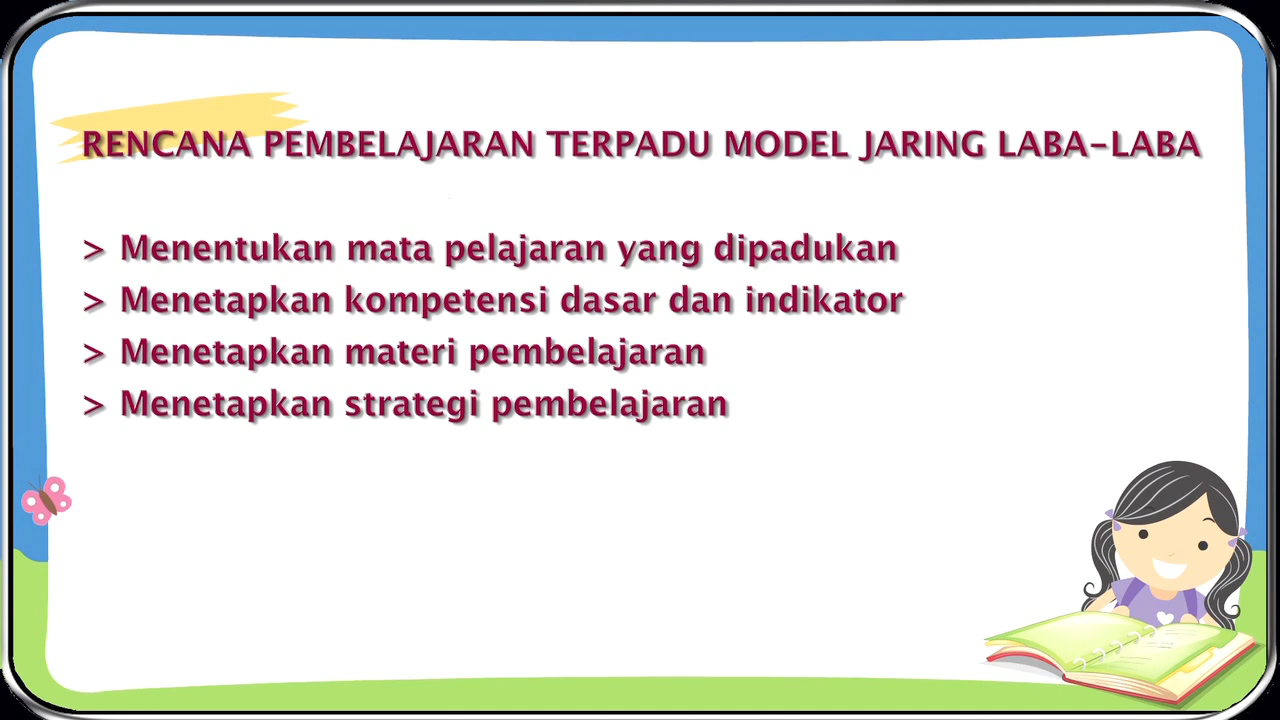 RENCANA PEMBELAJARAN TERPADU MODEL JARING LABA-LABA
> Menentukan mata pelajaran yang dipadukan
> Menetapkan kompetensi dasar dan indikator
> Menetapkan materi pembelajaran
> Menetapkan strategi pembelajaran